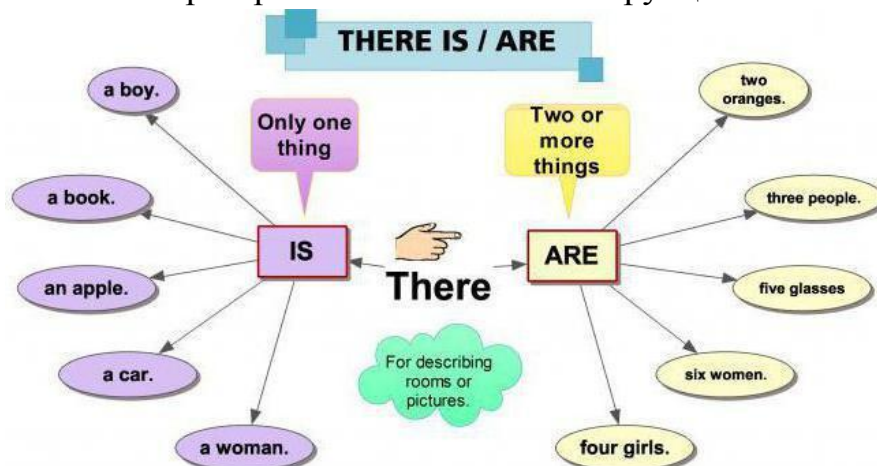 THERE IS / ARE
a boy.
Only one
thing
Two or
more
things
two
oranges.
a book.
three people.
IS
ARE
There
an apple.
five glasses
For describing
rooms or
pictures.
a car.
six women.
a woman.
four girls.